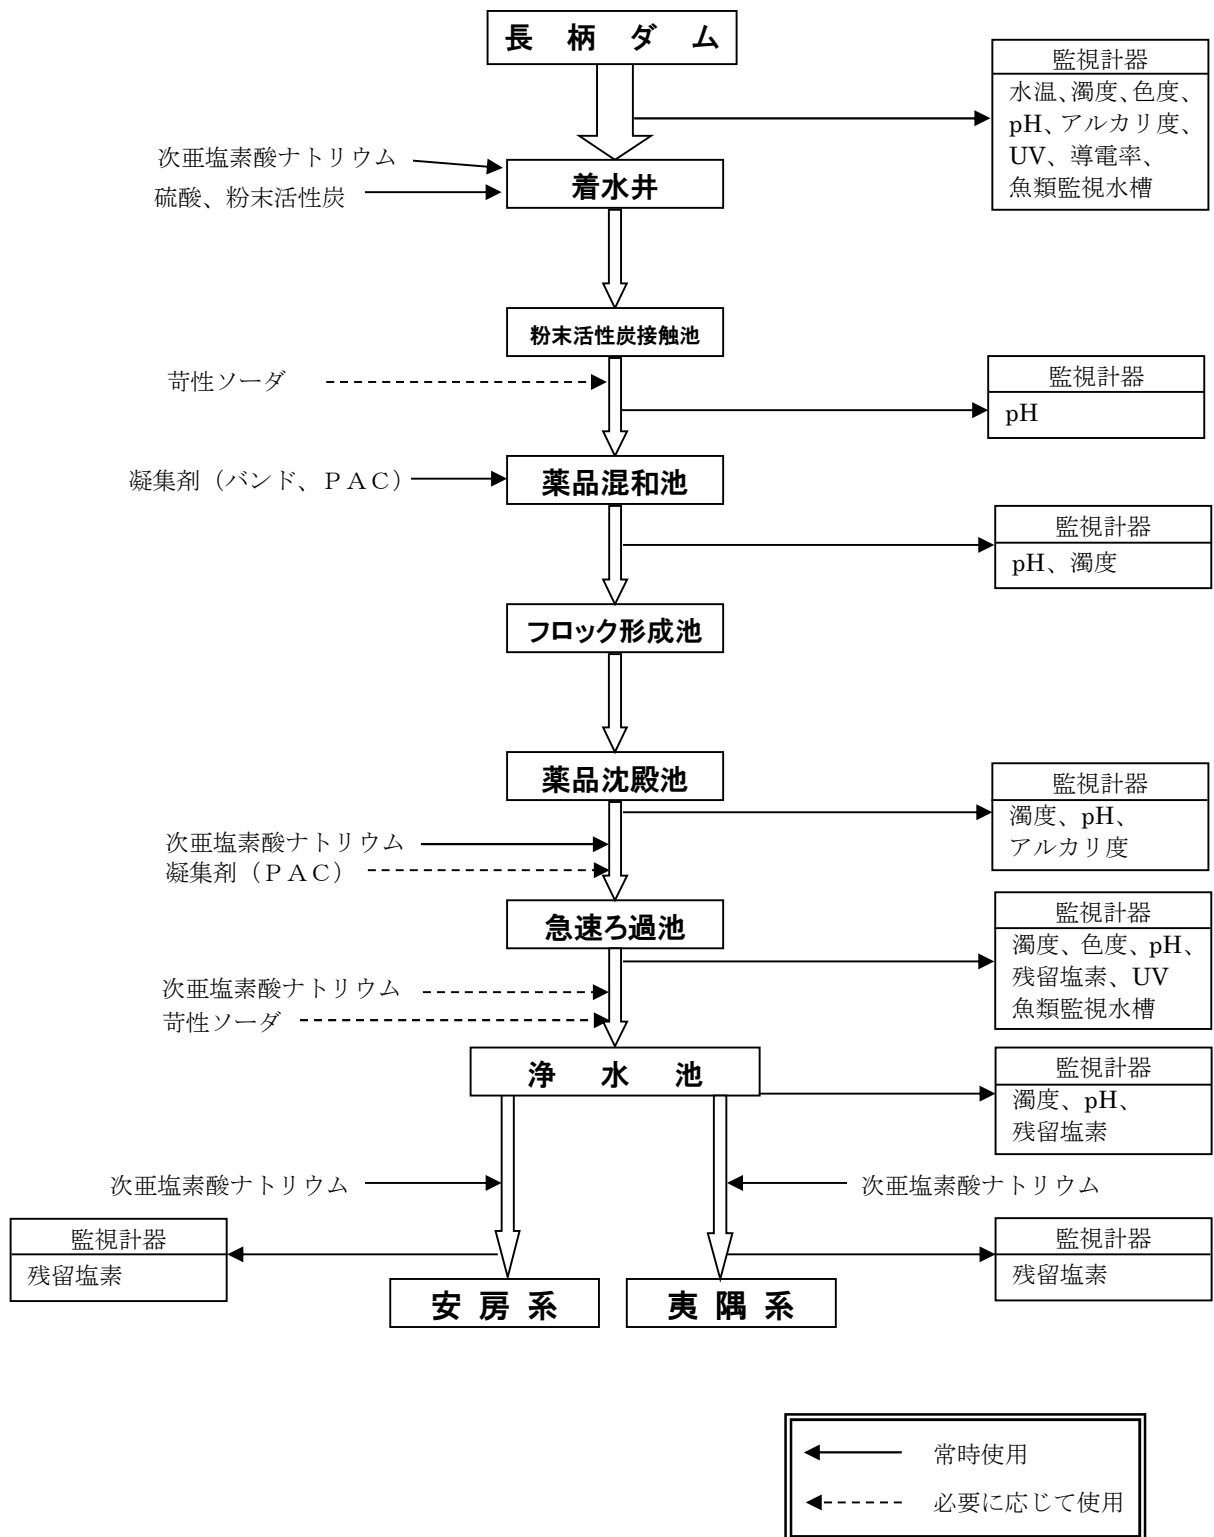 長柄ダム
監視計器
水温、濁度、色度、
pH、アルカリ度、
UV、導電率、
魚類監視水槽
次亜塩素酸ナトリウム
硫酸、粉末活性炭
着水井
粉末活性炭接触池
苛性ソーダ
監視計器
pH
凝集剤（バンド、ＰＡＣ）
薬品混和池
監視計器
pH、濁度
フロック形成池
薬品沈殿池
監視計器
濁度、pH、
アルカリ度
次亜塩素酸ナトリウム
凝集剤（ＰＡＣ）
急速ろ過池
監視計器
濁度、色度、pH、
残留塩素、UV
魚類監視水槽
次亜塩素酸ナトリウム
苛性ソーダ
浄水池
監視計器
濁度、pH、
残留塩素
次亜塩素酸ナトリウム
次亜塩素酸ナトリウム
監視計器
残留塩素
監視計器
残留塩素
安房系
夷隅系
常時使用
必要に応じて使用